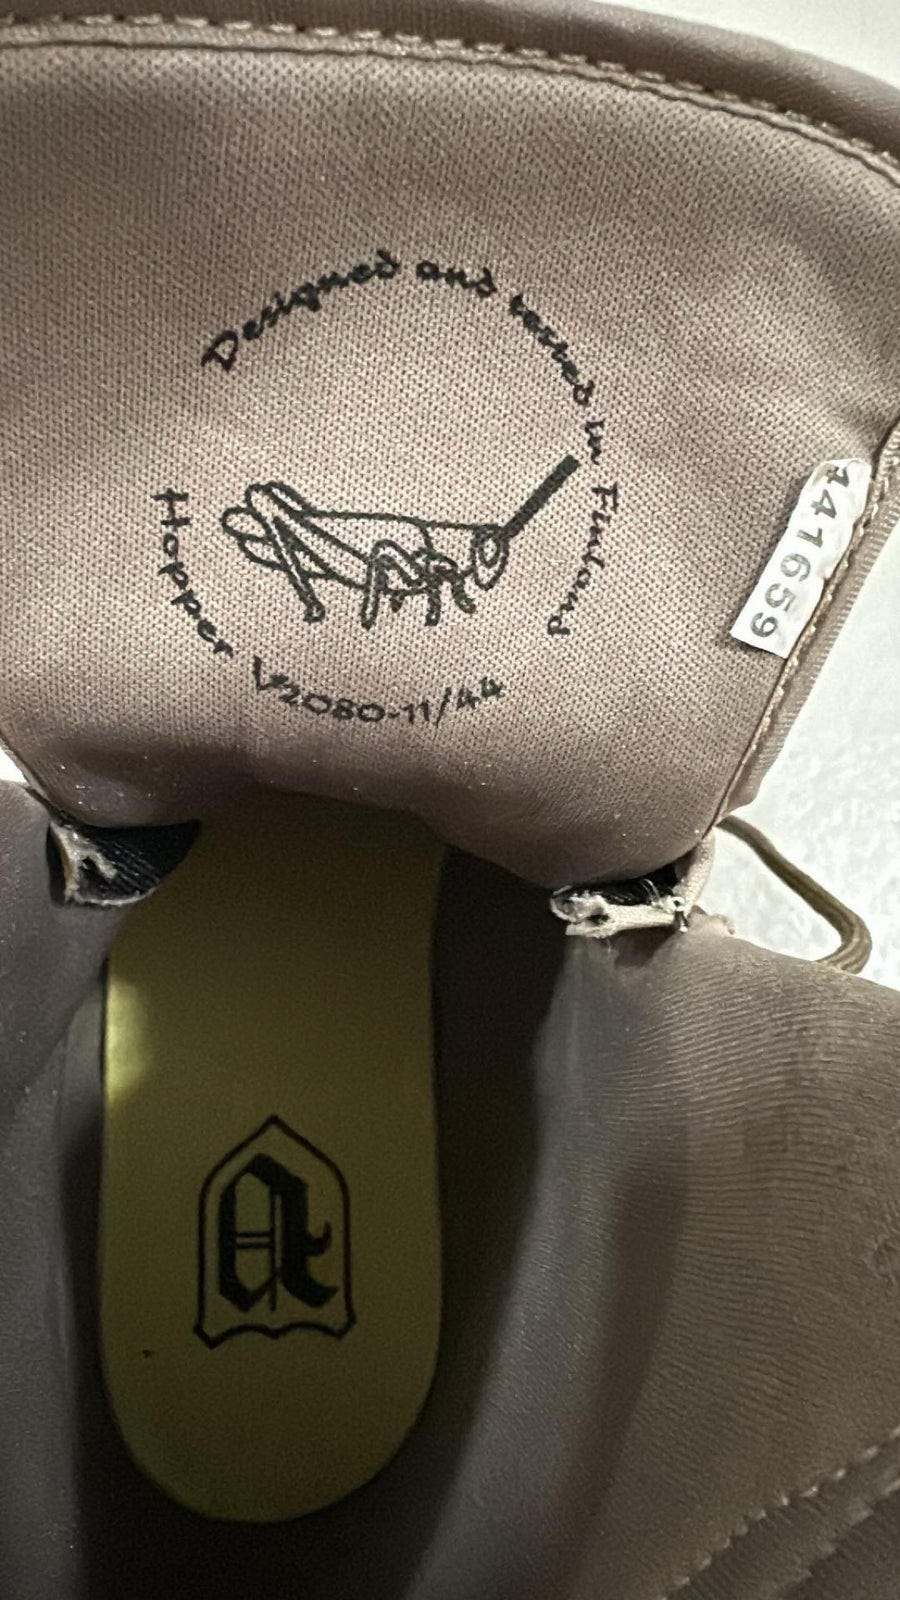 Designed and tested in Finland
Hopper V2080-11/44
441659
A